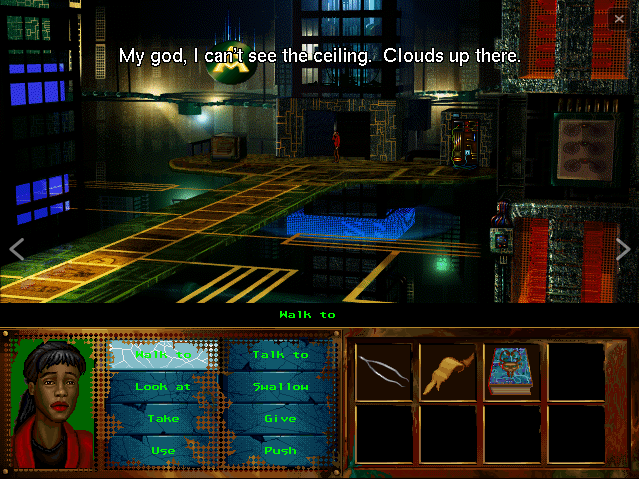 My god, I can't see the ceiling.  Clouds up there.
Walk to
Walk to Talk to
Look at Swallow
Take Give
Use Push